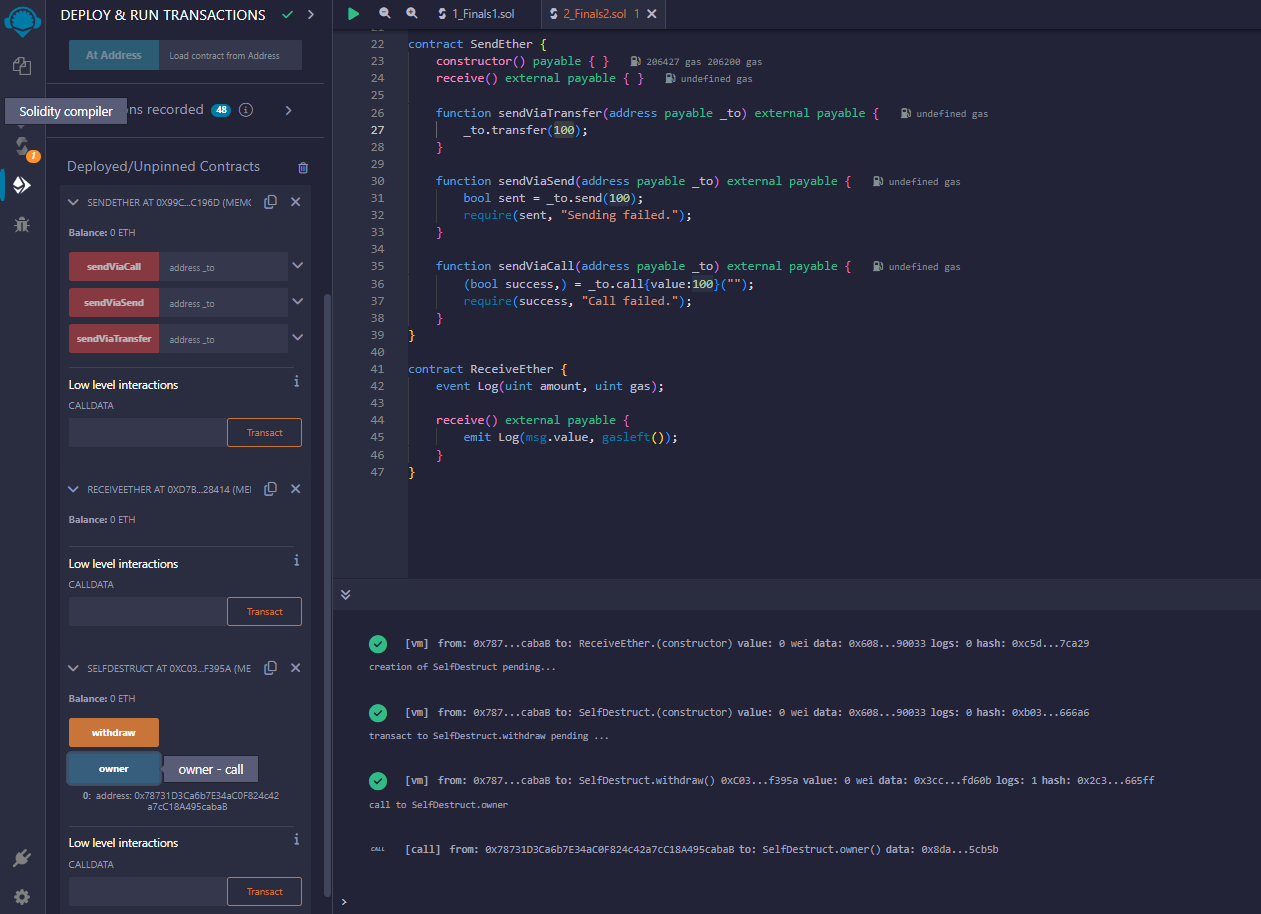 DEPLOY & RUN TRANSACTIONS
At Address
Load contract from Address
Solidity compiler
ns recorded 48 i
1
Deployed/Unpinned Contracts
SENDETHER AT 0X99C...C196D (MEMO
Balance: 0 ETH
sendViaCall address _to
sendViaSend address _to
sendViaTransfer address _to
Low level interactions i
CALLDATA
Transact
RECEIVEETHER AT 0XD7B...28414 (MEI
Balance: 0 ETH
Low level interactions i
CALLDATA
Transact
SELFDESTRUCT AT 0XC03...F395A (ME
Balance: 0 ETH
withdraw
owner owner - call
0: address: 0x78731D3Ca6b7E34aC0F824c42
a7cC18A495cabaB
Low level interactions i
CALLDATA
Transact
1_Finals1.sol
2_Finals2.sol 1
22 contract SendEther {
23 constructor() payable { } 206427 gas 206200 gas
24 receive() external payable { } undefined gas
25
26 function sendViaTransfer(address payable _to) external payable { undefined gas
27 _to.transfer(100);
28 }
29
30 function sendViaSend(address payable _to) external payable { undefined gas
31 bool sent = _to.send(100);
32 require(sent, "Sending failed.");
33 }
34
35 function sendViaCall(address payable _to) external payable { undefined gas
36 (bool success,) = _to.call{value:100}("");
37 require(success, "Call failed.");
38 }
39 }
40
41 contract ReceiveEther {
42 event Log(uint amount, uint gas);
43
44 receive() external payable {
45 emit Log(msg.value, gasleft());
46 }
47 }
[vm] from: 0x787...cabaB to: ReceiveEther.(constructor) value: 0 wei data: 0x608...90033 logs: 0 hash: 0xc5d...7ca29
creation of SelfDestruct pending...
[vm] from: 0x787...cabaB to: SelfDestruct.(constructor) value: 0 wei data: 0x608...90033 logs: 0 hash: 0xb03...666a6
transact to SelfDestruct.withdraw pending ...
[vm] from: 0x787...cabaB to: SelfDestruct.withdraw() 0xC03...f395a value: 0 wei data: 0x3cc...fd60b logs: 1 hash: 0x2c3...665ff
call to SelfDestruct.owner
CALL [call] from: 0x78731D3Ca6b7E34aC0F824c42a7cC18A495cabaB to: SelfDestruct.owner() data: 0x8da...5cb5b
>